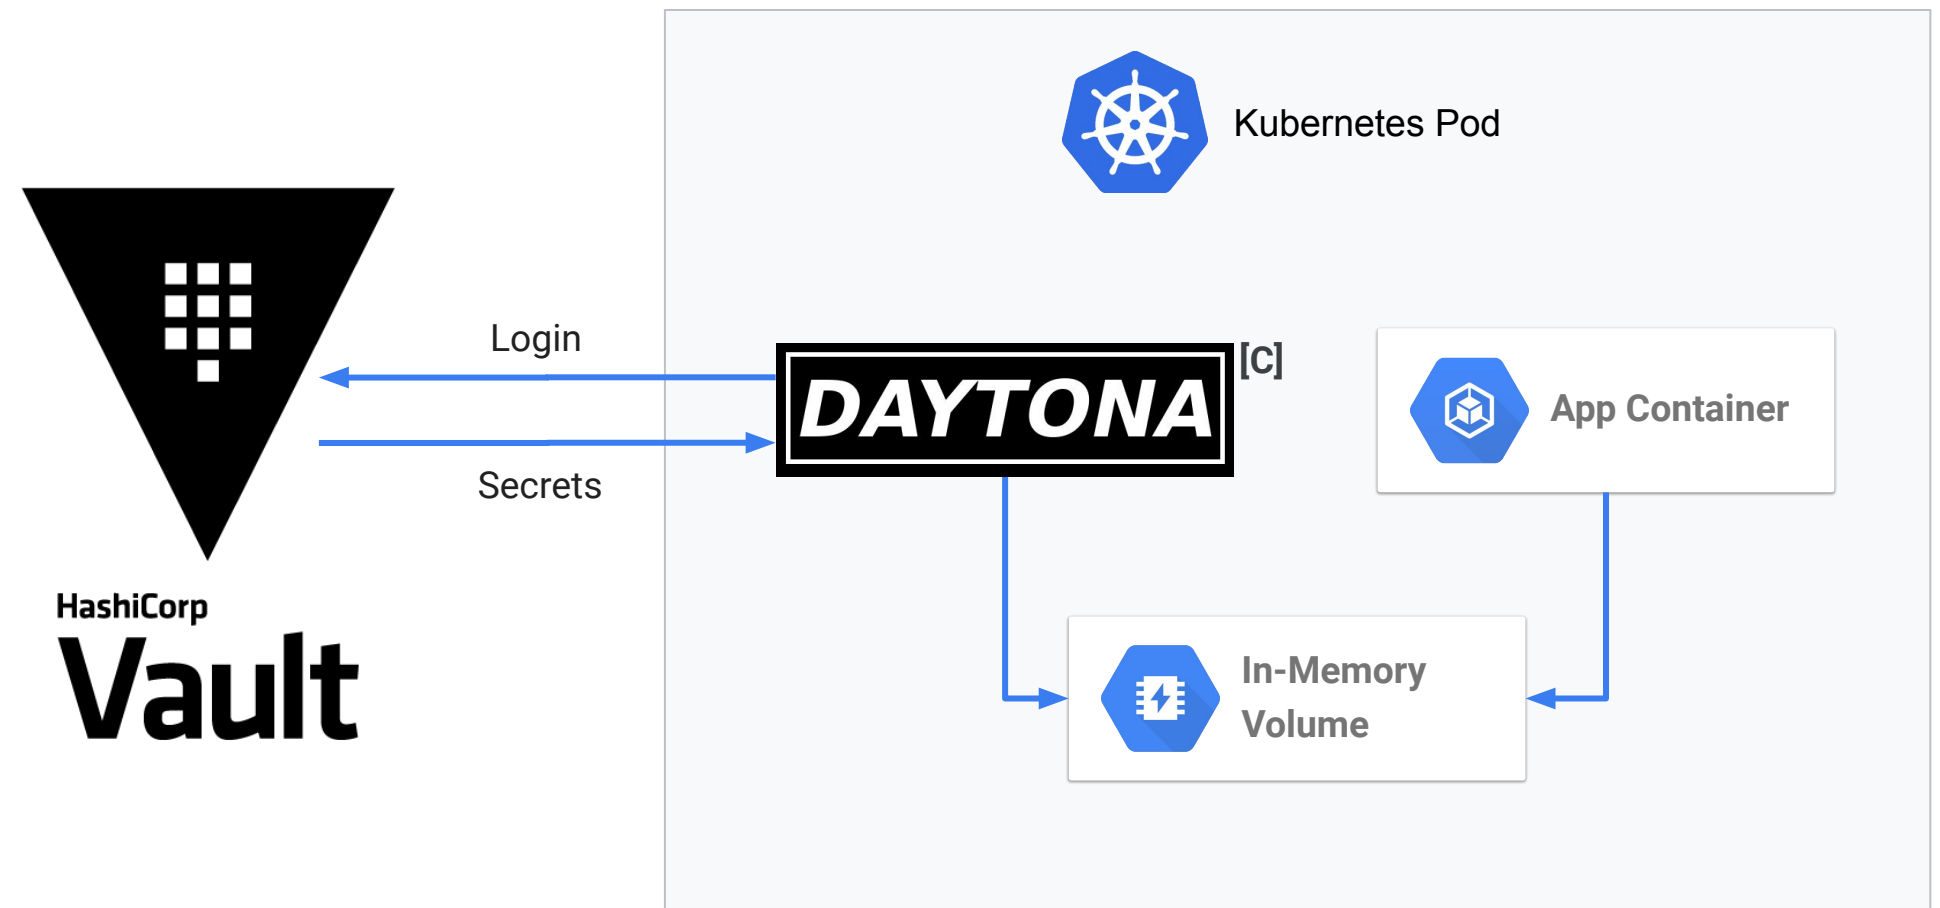 Kubernetes Pod
Login
DAYTONA [C]
App Container
Secrets
HashiCorp
Vault
In-Memory
Volume